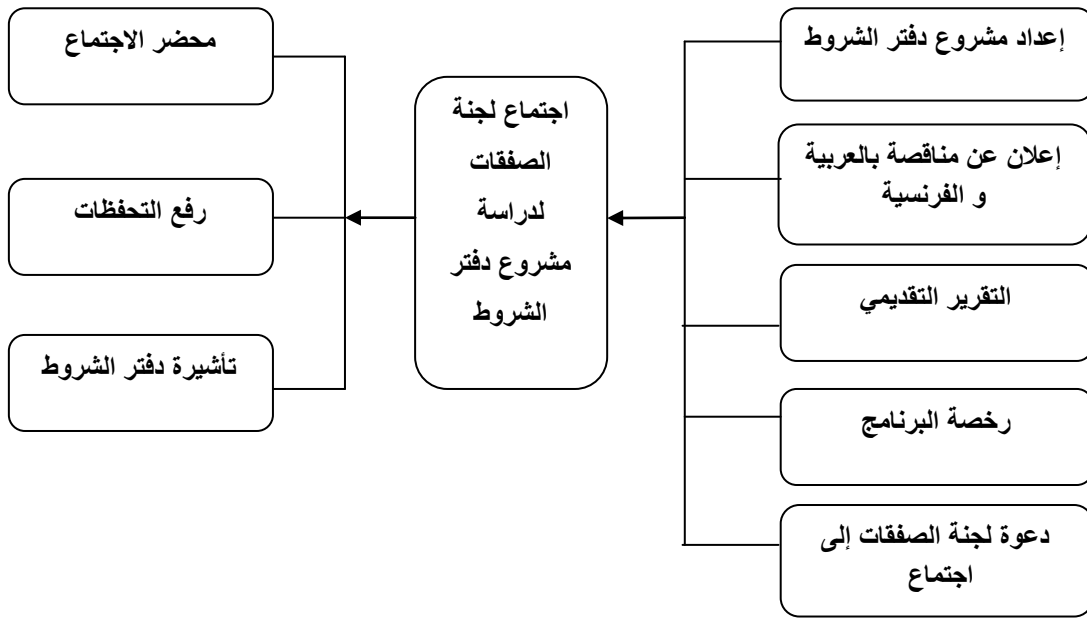 إعداد مشروع دفتر الشروط
إعلان عن مناقصة بالعربية
و الفرنسية
التقرير التقديمي
رخصة البرنامج
دعوة لجنة الصفقات إلى
اجتماع
اجتماع لجنة
الصفقات
لدراسة
مشروع دفتر
الشروط
محضر الاجتماع
رفع التحفظات
تأشيرة دفتر الشروط